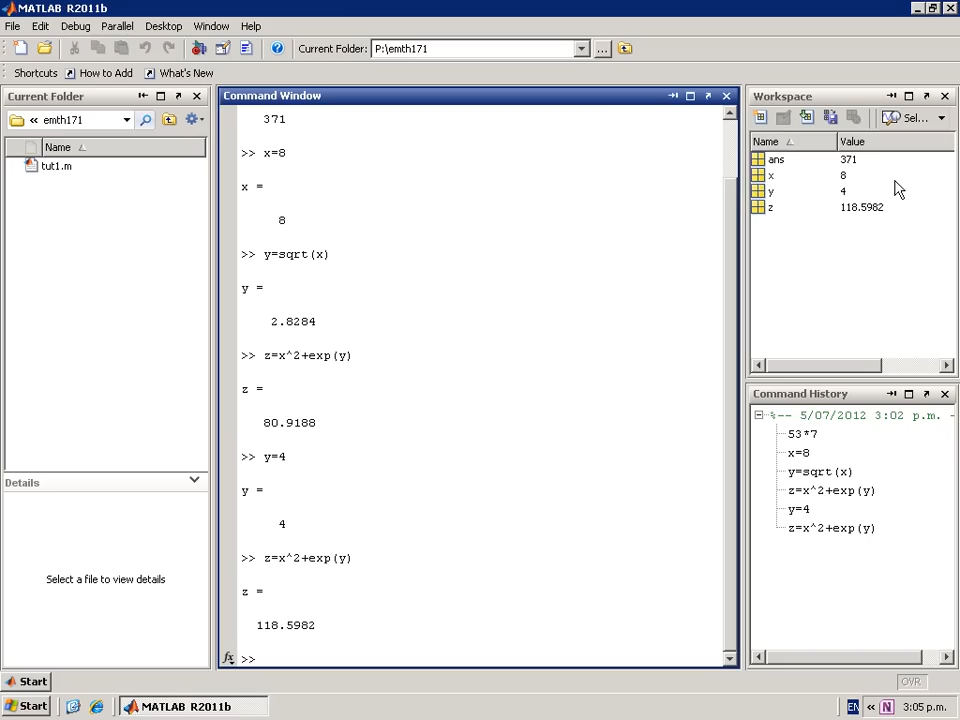 MATLAB R2011b
File Edit Debug Parallel Desktop Window Help
Current Folder: P:\emth171
Shortcuts How to Add What's New
Current Folder
« emth171
Name
tut1.m
Details
Select a file to view details
Command Window
371
>> x=8
x =
8
>> y=sqrt(x)
y =
2.8284
>> z=x^2+exp(y)
z =
80.9188
>> y=4
y =
4
>> z=x^2+exp(y)
z =
118.5982
fx >>
Workspace
Sel...
Name Value
ans 371
x 8
y 4
z 118.5982
Command History
%-- 5/07/2012 3:02 p.m. -
53*7
x=8
y=sqrt(x)
z=x^2+exp(y)
y=4
z=x^2+exp(y)
Start
OVR
Start MATLAB R2011b EN « N 3:05 p.m.